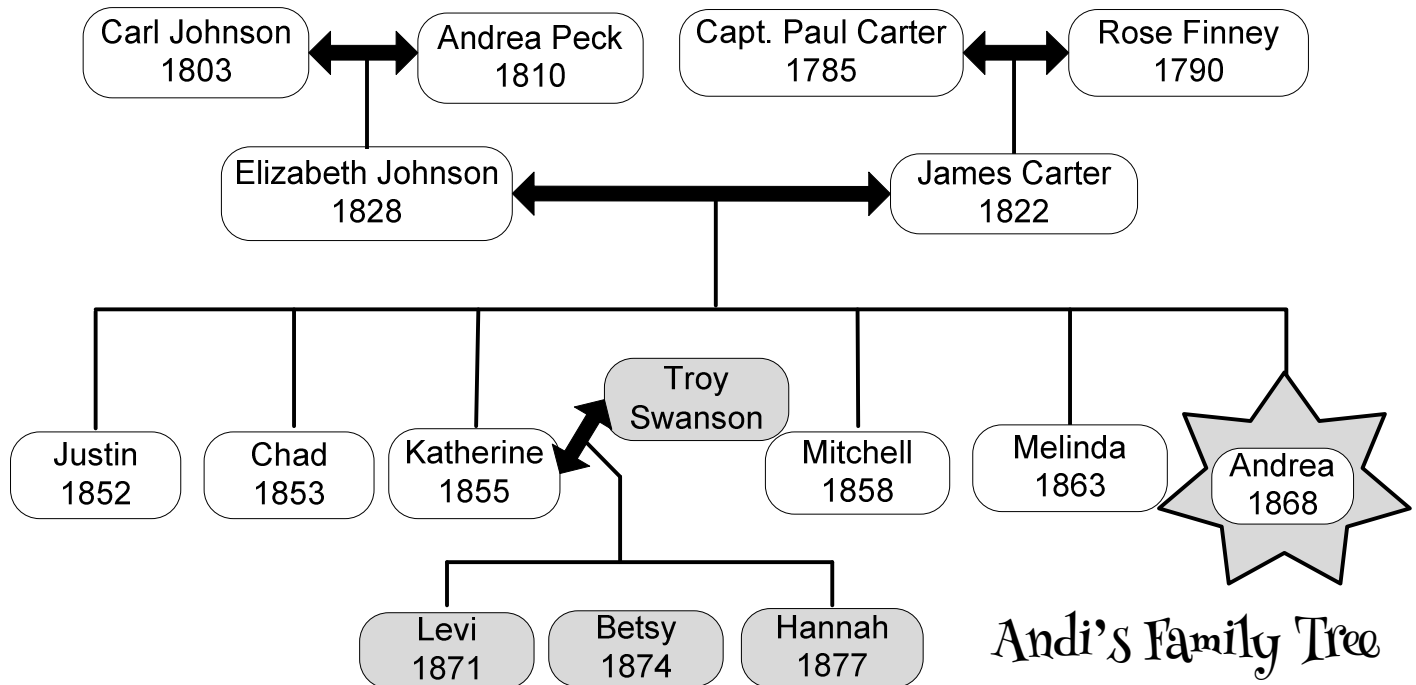 Carl Johnson
1803
Andrea Peck
1810
Capt. Paul Carter
1785
Rose Finney
1790
Elizabeth Johnson
1828
James Carter
1822
Troy
Swanson
Justin
1852
Chad
1853
Katherine
1855
Mitchell
1858
Melinda
1863
Andrea
1868
Levi
1871
Betsy
1874
Hannah
1877
Andi's Family Tree